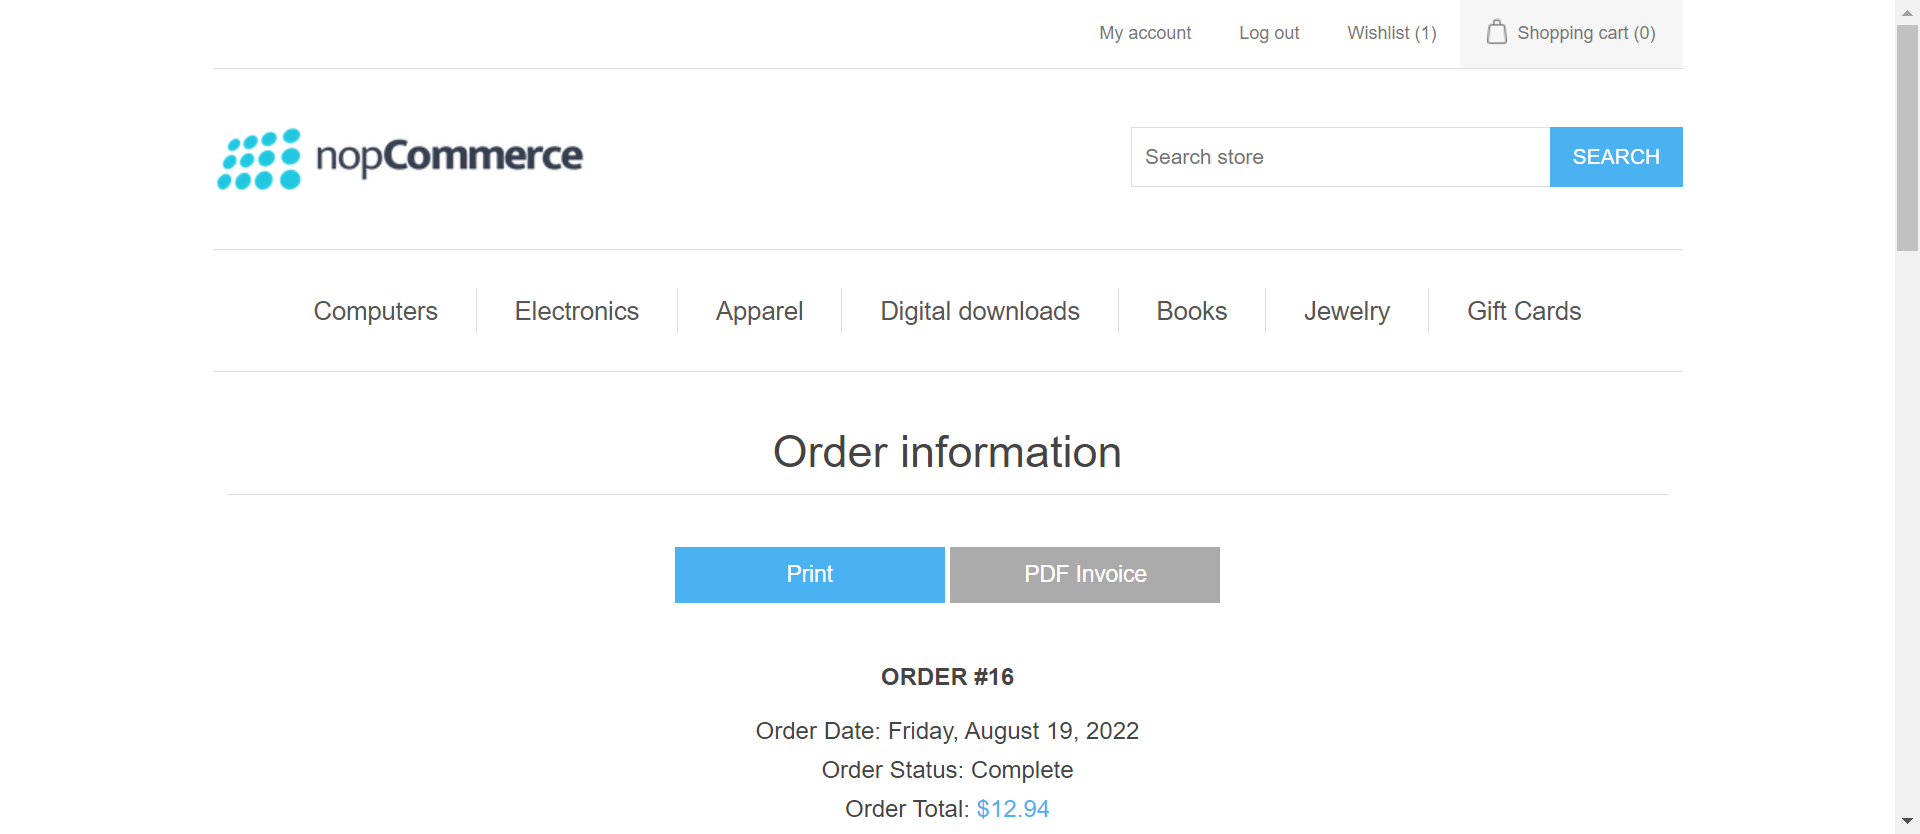 My account Log out Wishlist (1) Shopping cart (0)
nopCommerce
Search store SEARCH
Computers Electronics Apparel Digital downloads Books Jewelry Gift Cards
Order information
Print PDF Invoice
ORDER #16
Order Date: Friday, August 19, 2022
Order Status: Complete
Order Total: $12.94